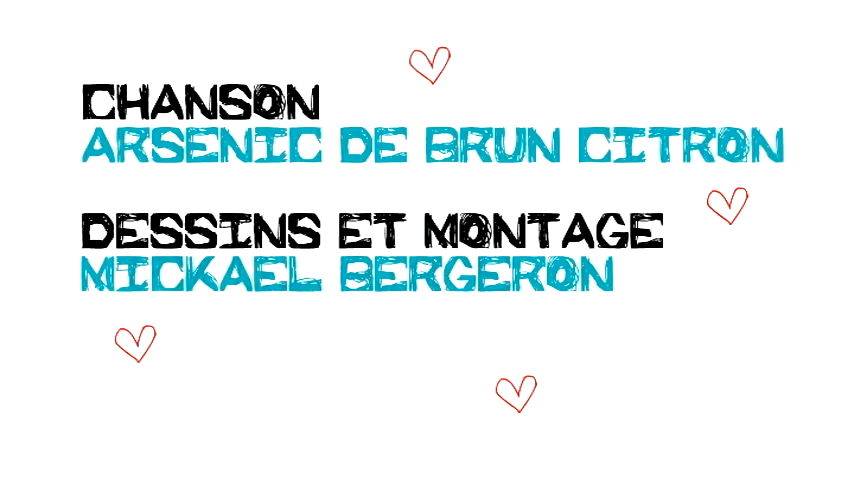 CHANSON
ARSENIC DE BRUN CITRON
DESSINS ET MONTAGE
MICKAEL BERGERON